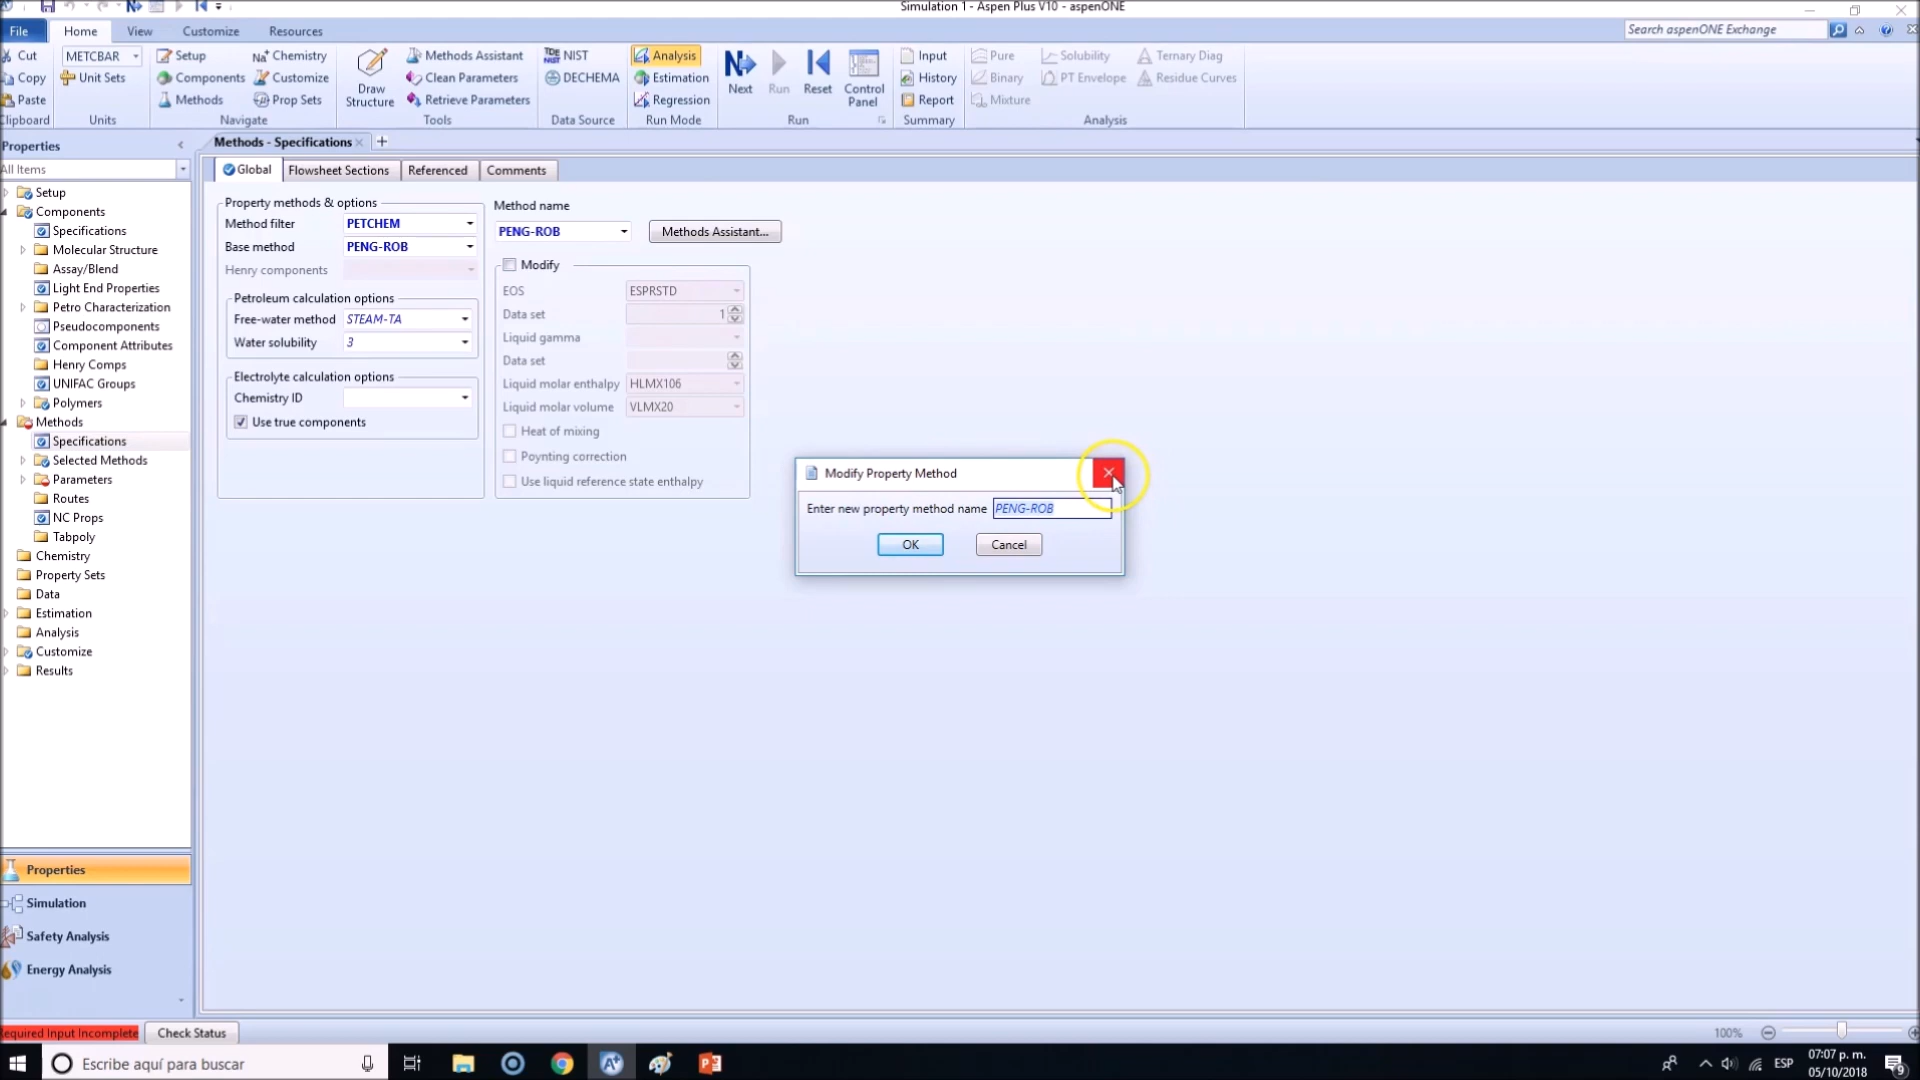 Simulation 1 - Aspen Plus V10 - aspenONE
File Home View Customize Resources
Search aspenONE Exchange
Cut METCBAR Setup Na+ Chemistry Methods Assistant NIST Analysis Input Pure Solubility Ternary Diag
Copy Unit Sets Components Customize Clean Parameters DECHEMA Estimation History Binary PT Envelope Residue Curves
Paste Methods Prop Sets Draw Structure Retrieve Parameters Regression Next Run Reset Control Panel Report Mixture
Clipboard Units Navigate Tools Data Source Run Mode Run Summary Analysis
Properties
Methods - Specifications
All Items
Global Flowsheet Sections Referenced Comments
Setup
Components
Specifications
Molecular Structure
Assay/Blend
Light End Properties
Petro Characterization
Pseudocomponents
Component Attributes
Henry Comps
UNIFAC Groups
Polymers
Methods
Specifications
Selected Methods
Parameters
Routes
NC Props
Tabpoly
Chemistry
Property Sets
Data
Estimation
Analysis
Customize
Results
Properties
Simulation
Safety Analysis
Energy Analysis
Property methods & options
Method filter PETCHEM
Base method PENG-ROB
Henry components
Petroleum calculation options
Free-water method STEAM-TA
Water solubility 3
Electrolyte calculation options
Chemistry ID
Use true components
Method name
PENG-ROB Methods Assistant...
Modify
EOS ESPRSTD
Data set 1
Liquid gamma
Data set
Liquid molar enthalpy HLMX106
Liquid molar volume VLMX20
Heat of mixing
Poynting correction
Use liquid reference state enthalpy
Modify Property Method
Enter new property method name PENG-ROB
OK Cancel
Required Input Incomplete Check Status 100%
Escribe aquí para buscar
ESP 07:07 p. m.
05/10/2018
9